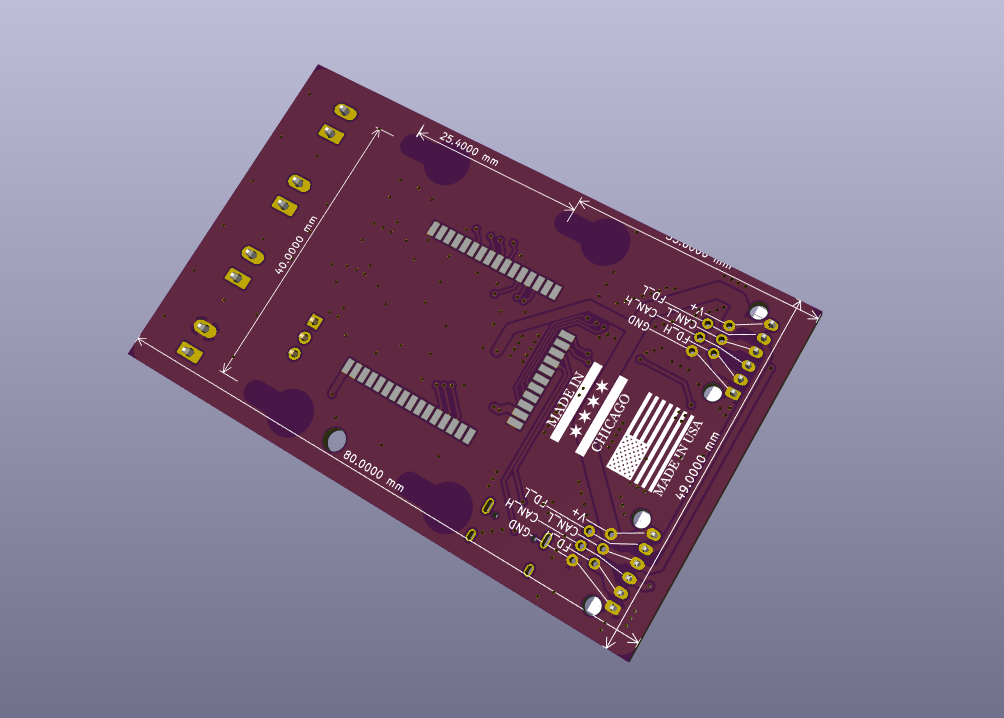 25.4000 mm
40.0000 mm
FD_L
CAN_H
V+
CAN_L
FD_H
GND
MADE IN
CHICAGO
MADE IN USA
49.0000 mm
80.0000 mm
FD_L
CAN_H
V+
CAN_L
GND